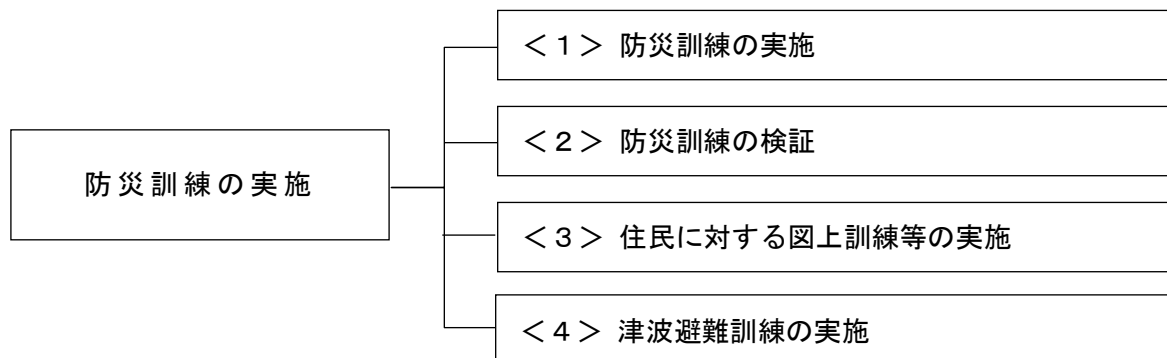 防災訓練の実施
＜１＞ 防災訓練の実施
＜２＞ 防災訓練の検証
＜３＞ 住民に対する図上訓練等の実施
＜４＞ 津波避難訓練の実施